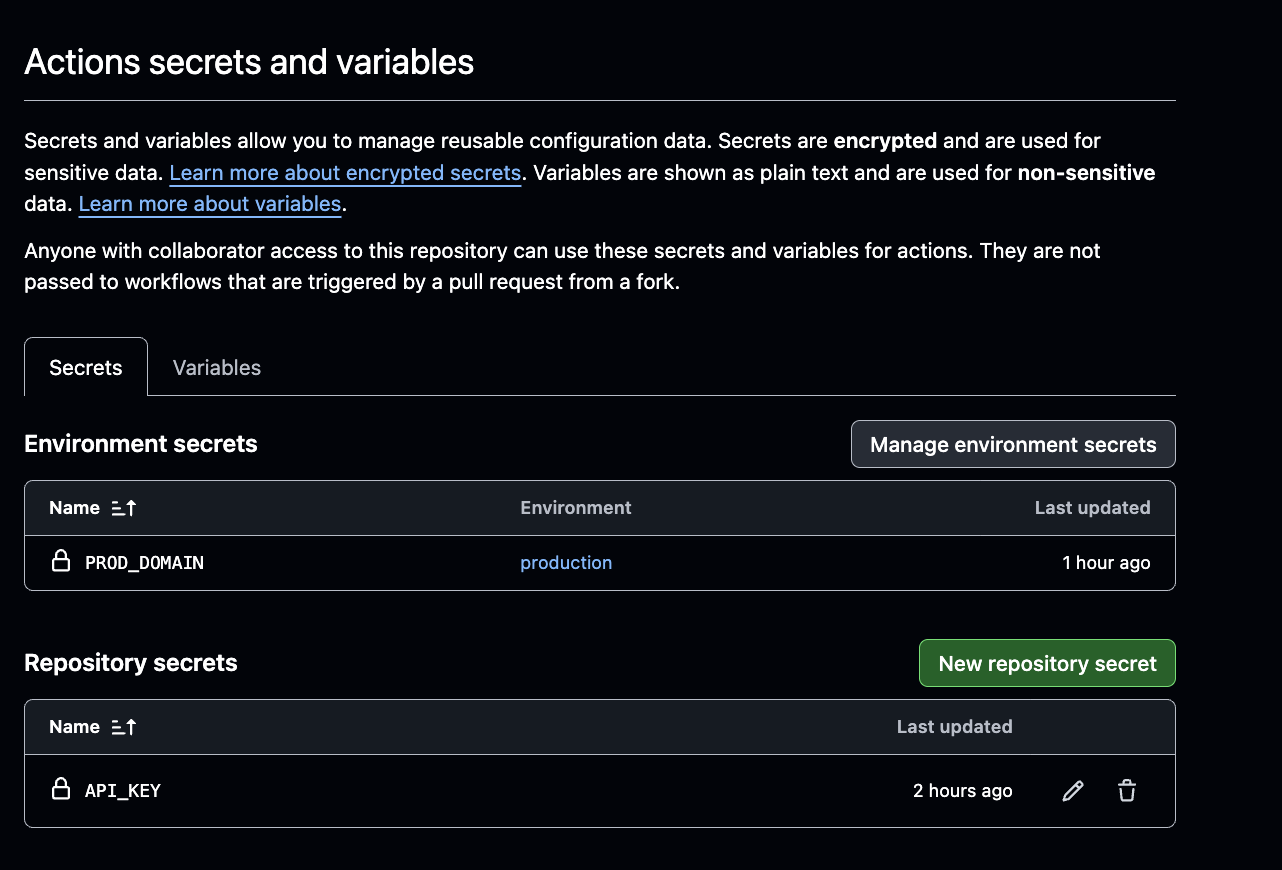 Actions secrets and variables
Secrets and variables allow you to manage reusable configuration data. Secrets are encrypted and are used for
sensitive data. Learn more about encrypted secrets. Variables are shown as plain text and are used for non-sensitive
data. Learn more about variables.
Anyone with collaborator access to this repository can use these secrets and variables for actions. They are not
passed to workflows that are triggered by a pull request from a fork.
Secrets Variables
Environment secrets Manage environment secrets
Name Environment Last updated
PROD_DOMAIN production 1 hour ago
Repository secrets New repository secret
Name Last updated
API_KEY 2 hours ago